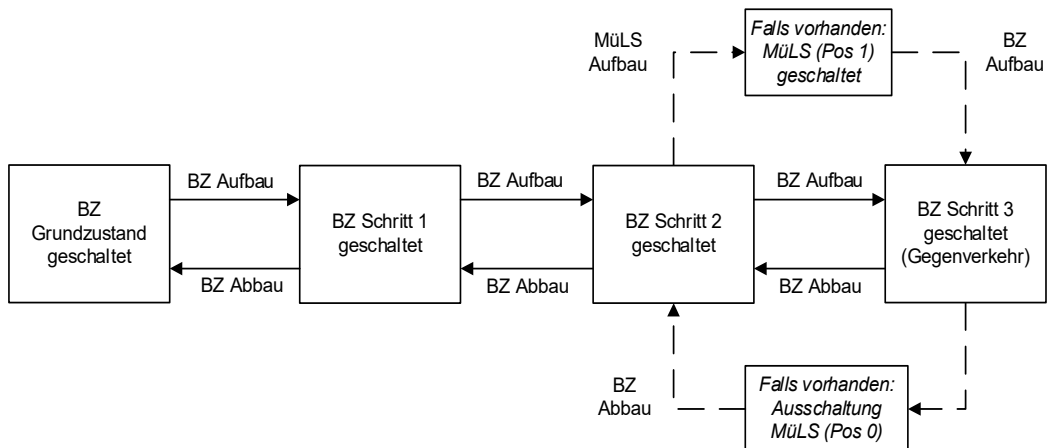 MüLS
Aufbau
Falls vorhanden:
MüLS (Pos 1)
geschaltet
BZ
Aufbau
BZ
Grundzustand
geschaltet
BZ Aufbau
BZ Abbau
BZ Schritt 1
geschaltet
BZ Aufbau
BZ Abbau
BZ Schritt 2
geschaltet
BZ Aufbau
BZ Abbau
BZ Schritt 3
geschaltet
(Gegenverkehr)
BZ
Abbau
Falls vorhanden:
Ausschaltung
MüLS (Pos 0)